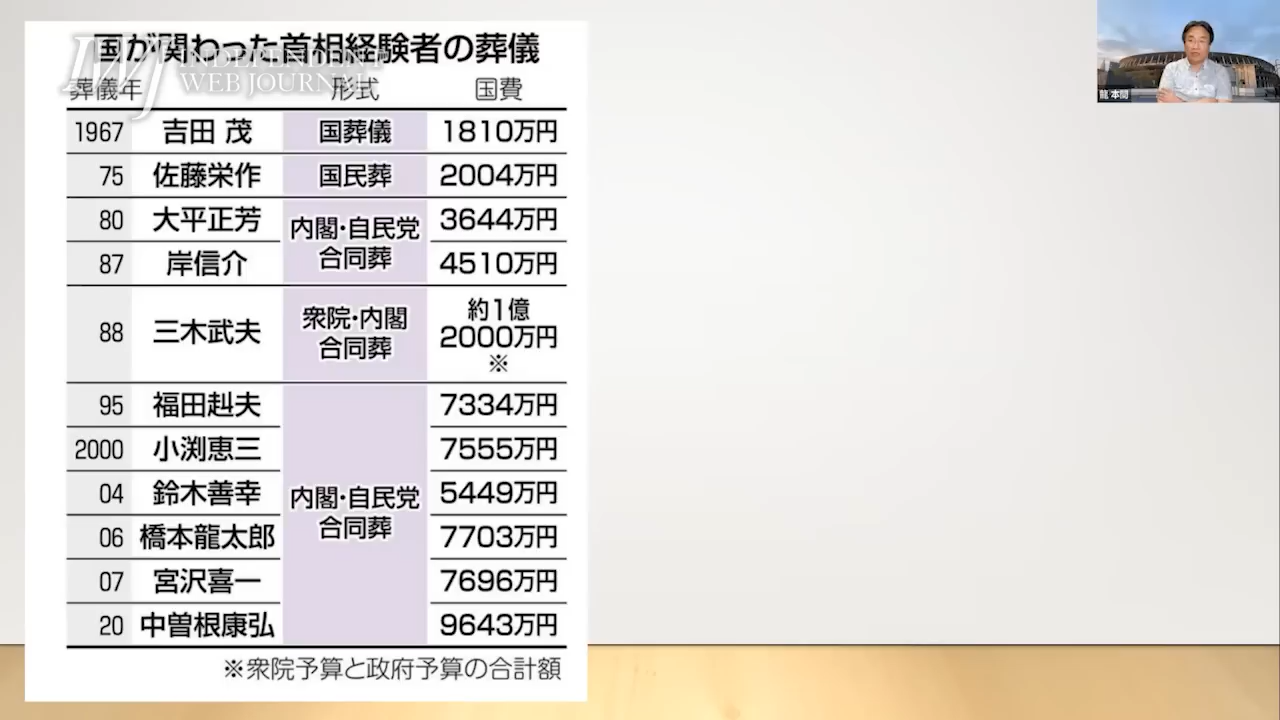 国が関わった首相経験者の葬儀
INDEPENDENT
WEB JOURNAL
IWJ
葬儀年 形式 国費
1967 吉田 茂 国葬儀 1810万円
75 佐藤栄作 国民葬 2004万円
80 大平正芳 内閣・自民党合同葬 3644万円
87 岸信介 4510万円
88 三木武夫 衆院・内閣合同葬 約1億2000万円※
95 福田赳夫 7334万円
2000 小渕恵三 7555万円
04 鈴木善幸 内閣・自民党合同葬 5449万円
06 橋本龍太郎 7703万円
07 宮沢喜一 7696万円
20 中曽根康弘 9643万円
※衆院予算と政府予算の合計額
龍 本間